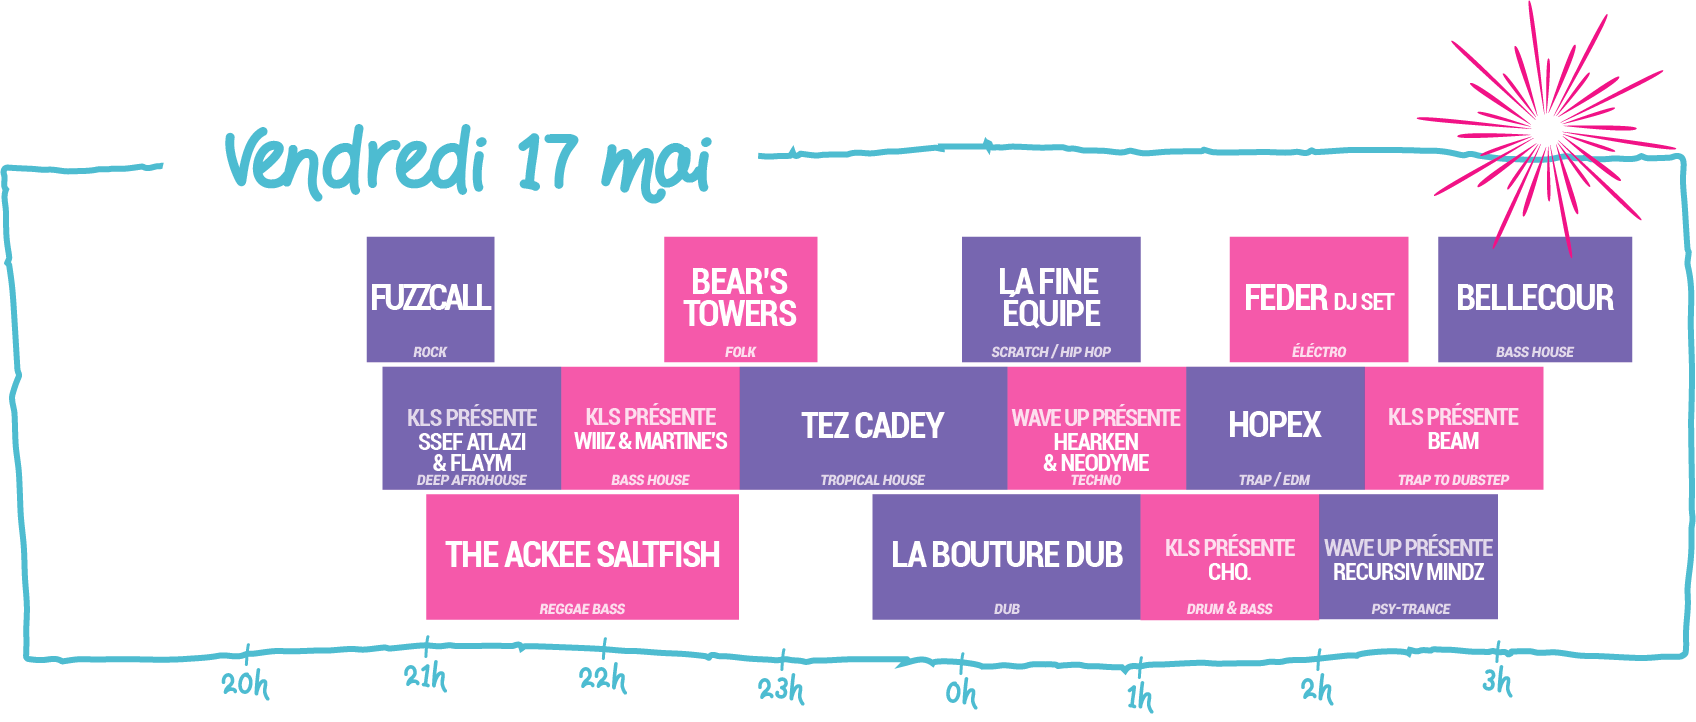 Vendredi 17 mai
FUZZCALL
ROCK
BEAR'S
TOWERS
FOLK
LA FINE
ÉQUIPE
SCRATCH / HIP HOP
FEDER DJ SET
ÉLÉCTRO
BELLECOUR
BASS HOUSE
KLS PRÉSENTE
SSEF ATLAZI
& FLAYM
DEEP AFROHOUSE
KLS PRÉSENTE
WIIIZ & MARTINE'S
BASS HOUSE
TEZ CADEY
TROPICAL HOUSE
WAVE UP PRÉSENTE
HEARKEN
& NEODYME
TECHNO
HOPEX
TRAP / EDM
KLS PRÉSENTE
BEAM
TRAP TO DUBSTEP
THE ACKEE SALTFISH
REGGAE BASS
LA BOUTURE DUB
DUB
KLS PRÉSENTE
CHO.
DRUM & BASS
WAVE UP PRÉSENTE
RECURSIV MINDZ
PSY-TRANCE
20h 21h 22h 23h 0h 1h 2h 3h